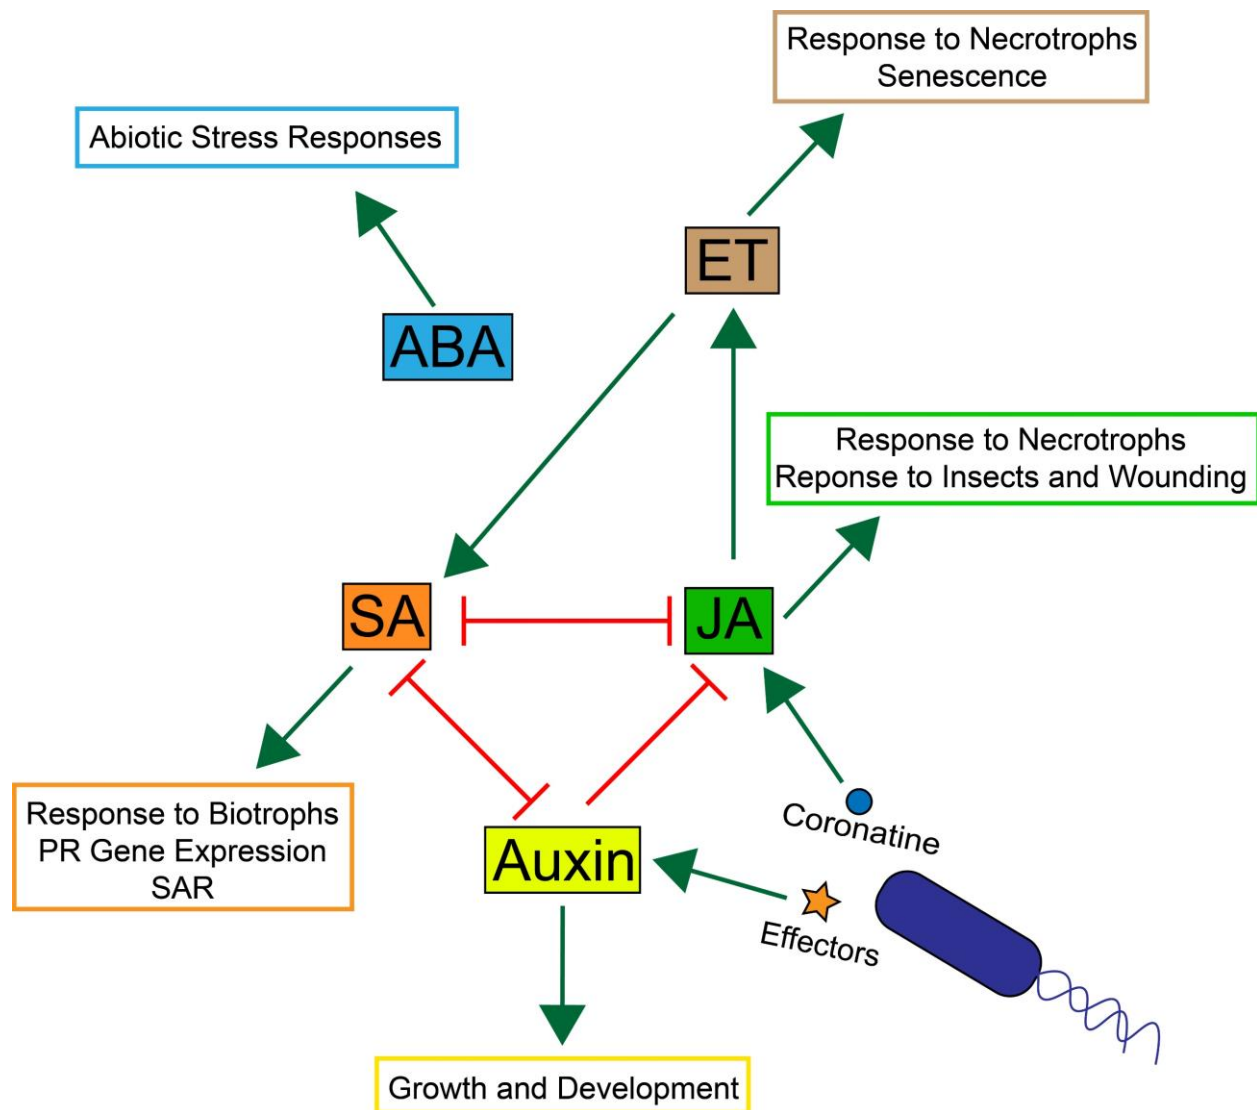 Response to Necrotrophs
Senescence
Abiotic Stress Responses
ET
ABA
Response to Necrotrophs
Reponse to Insects and Wounding
SA
JA
Response to Biotrophs
PR Gene Expression
SAR
Auxin
Coronatine
Effectors
Growth and Development